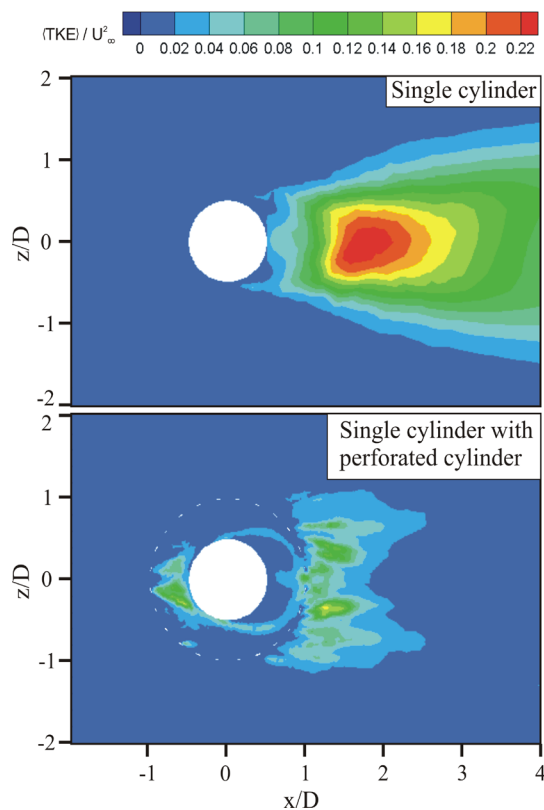 ⟨TKE⟩ / U²∞
0 0.02 0.04 0.06 0.08 0.1 0.12 0.14 0.16 0.18 0.2 0.22
Single cylinder
2
1
0
-1
-2
z/D
Single cylinder with
perforated cylinder
2
1
0
-1
-2
z/D
-1 0 1 2 3 4
x/D